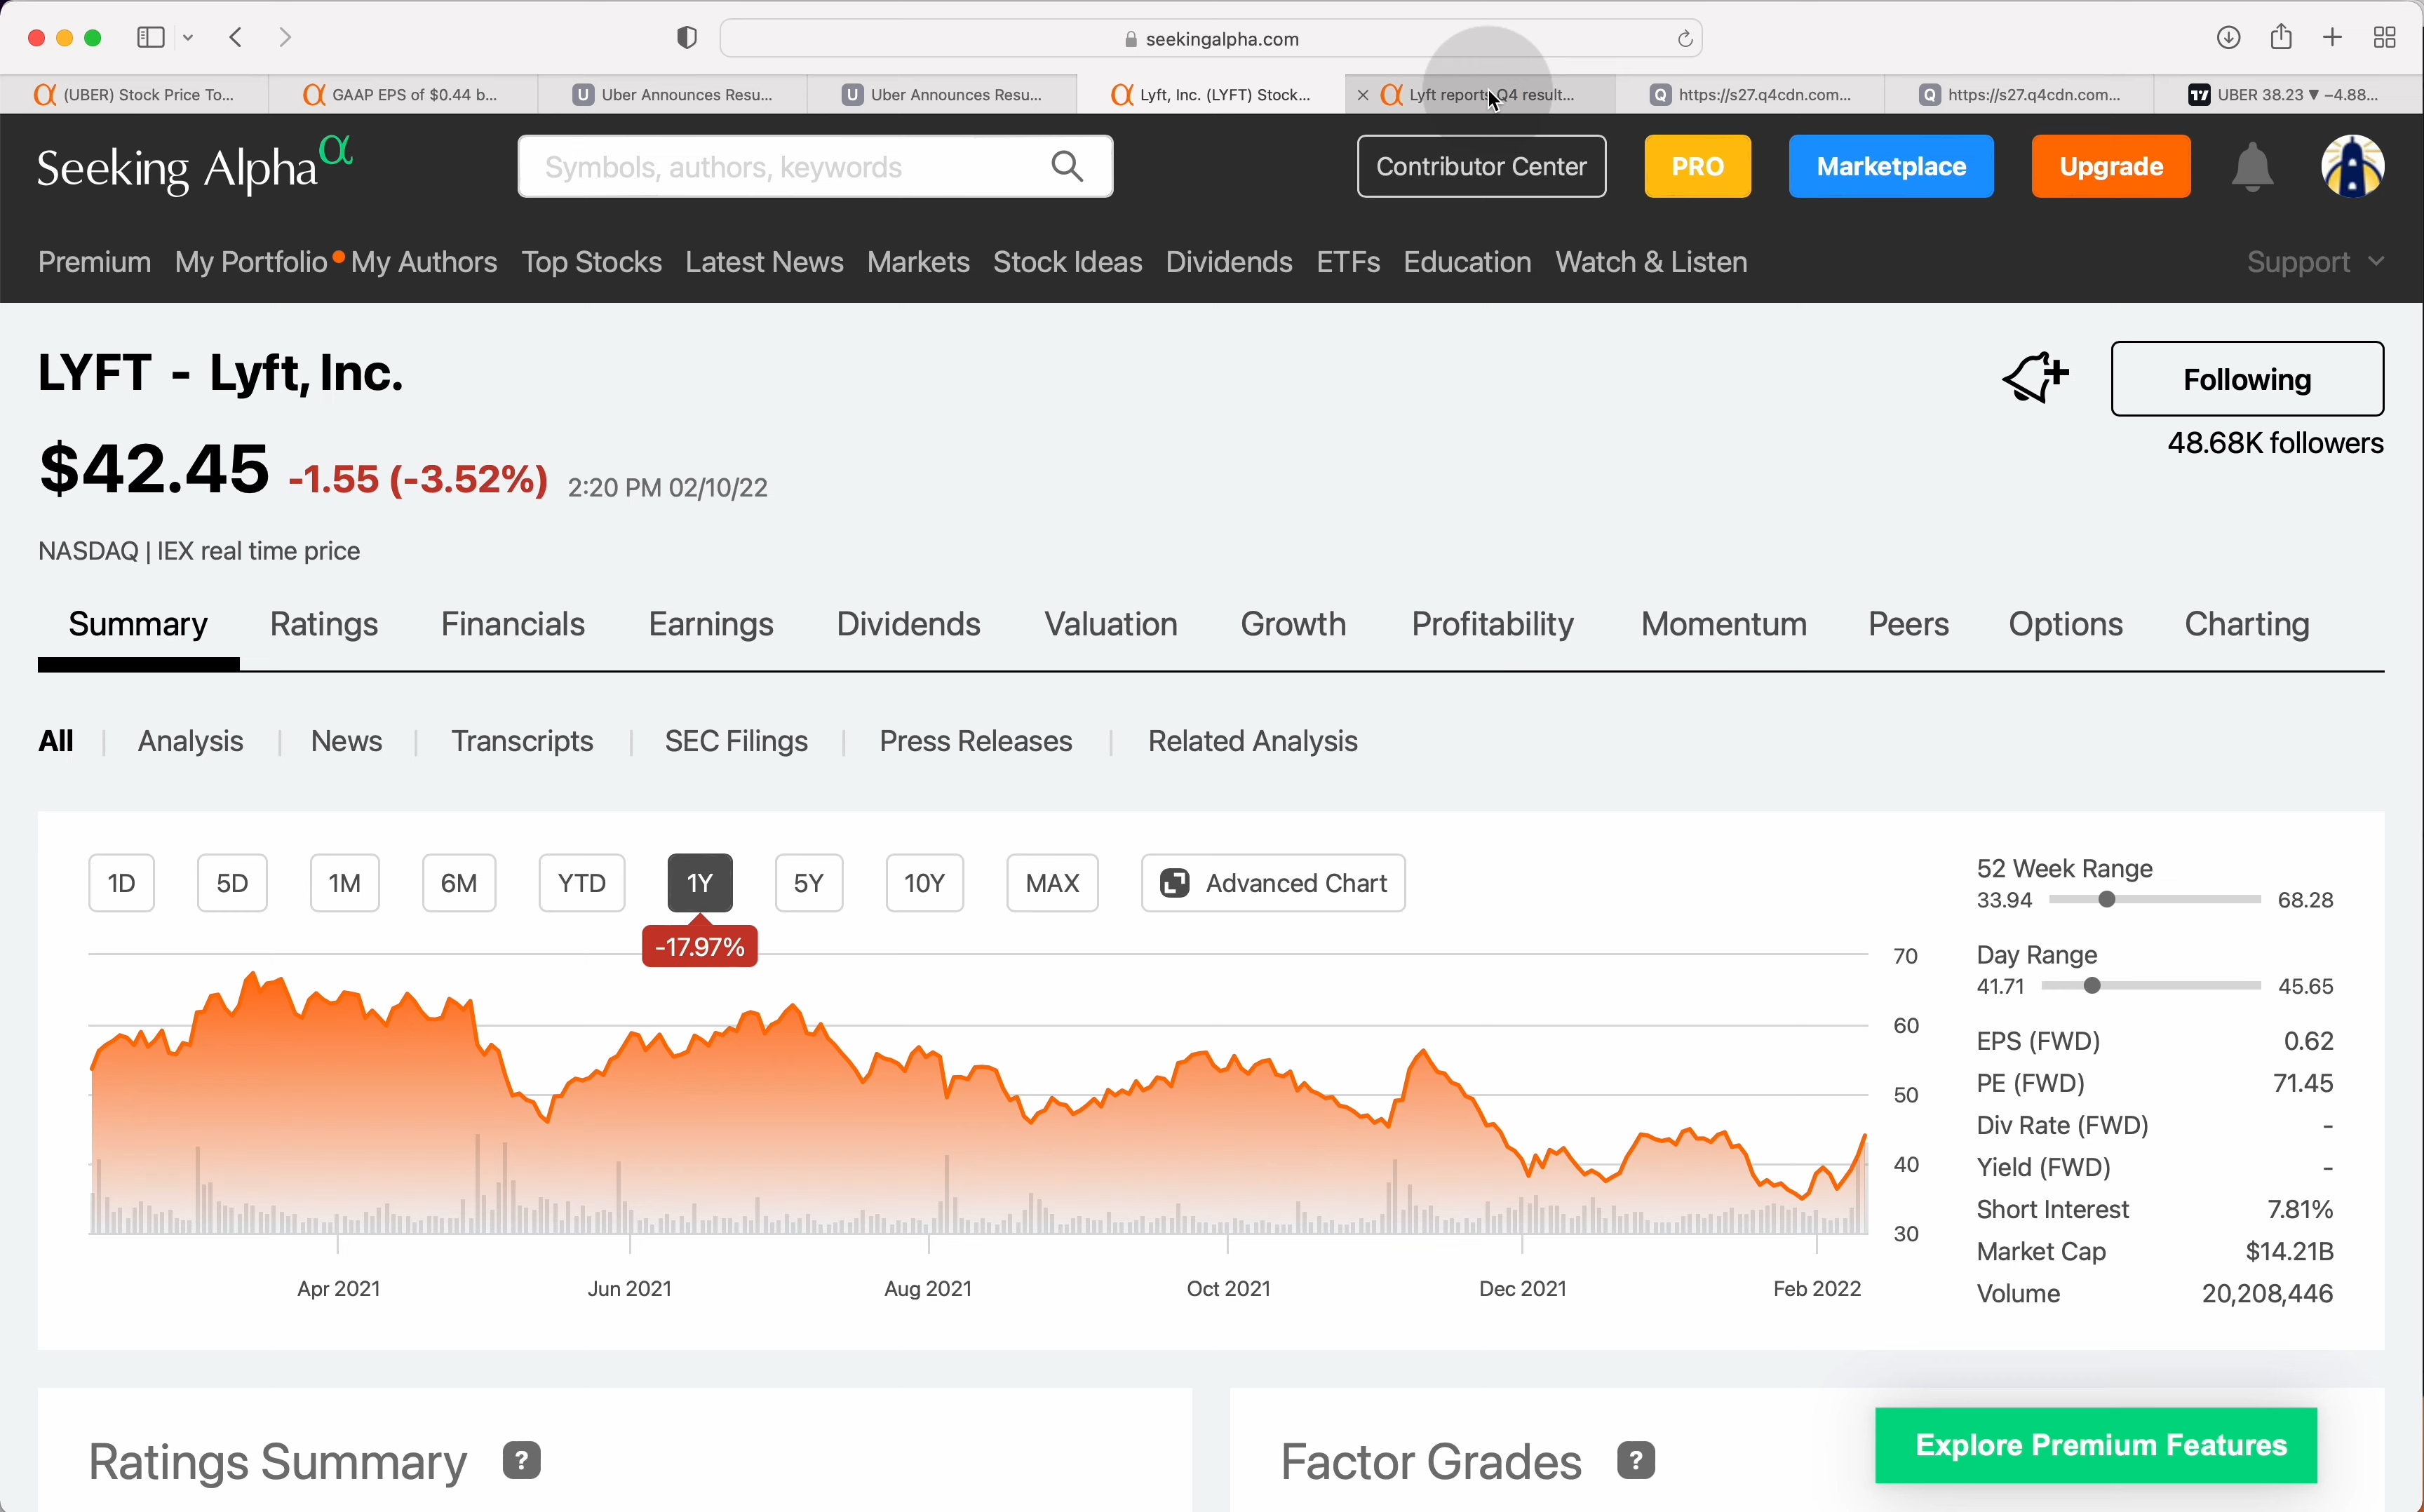 seekingalpha.com
(UBER) Stock Price To...
GAAP EPS of $0.44 b...
U Uber Announces Resu...
U Uber Announces Resu...
Lyft, Inc. (LYFT) Stock...
Lyft reports Q4 result...
Q https://s27.q4cdn.com...
Q https://s27.q4cdn.com...
UBER 38.23 ▼ −4.88...
Seeking Alpha α
Symbols, authors, keywords
Contributor Center
PRO
Marketplace
Upgrade
Premium My Portfolio My Authors Top Stocks Latest News Markets Stock Ideas Dividends ETFs Education Watch & Listen Support
LYFT - Lyft, Inc.
Following
48.68K followers
$42.45 -1.55 (-3.52%) 2:20 PM 02/10/22
NASDAQ | IEX real time price
Summary Ratings Financials Earnings Dividends Valuation Growth Profitability Momentum Peers Options Charting
All | Analysis | News | Transcripts | SEC Filings | Press Releases | Related Analysis
1D 5D 1M 6M YTD 1Y 5Y 10Y MAX Advanced Chart
-17.97%
70
60
50
40
30
Apr 2021 Jun 2021 Aug 2021 Oct 2021 Dec 2021 Feb 2022
52 Week Range
33.94 68.28
Day Range
41.71 45.65
EPS (FWD) 0.62
PE (FWD) 71.45
Div Rate (FWD) -
Yield (FWD) -
Short Interest 7.81%
Market Cap $14.21B
Volume 20,208,446
Ratings Summary ?
Factor Grades ?
Explore Premium Features